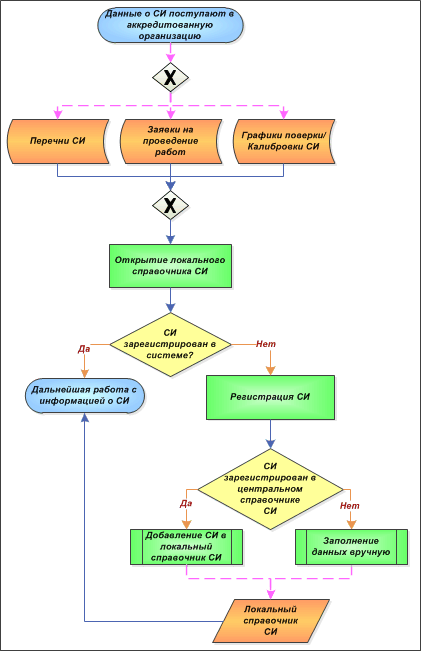 Данные о СИ поступают в
аккредитованную
организацию
X
Перечни СИ
Заявки на
проведение
работ
Графики поверки/
Калибровки СИ
X
Открытие локального
справочника СИ
СИ
зарегистрирован в
системе?
Да
Нет
Дальнейшая работа с
информацией о СИ
Регистрация СИ
СИ
зарегистрирован в
центральном
справочнике
СИ
Да
Нет
Добавление СИ в
локальный
справочник СИ
Заполнение
данных вручную
Локальный
справочник
СИ